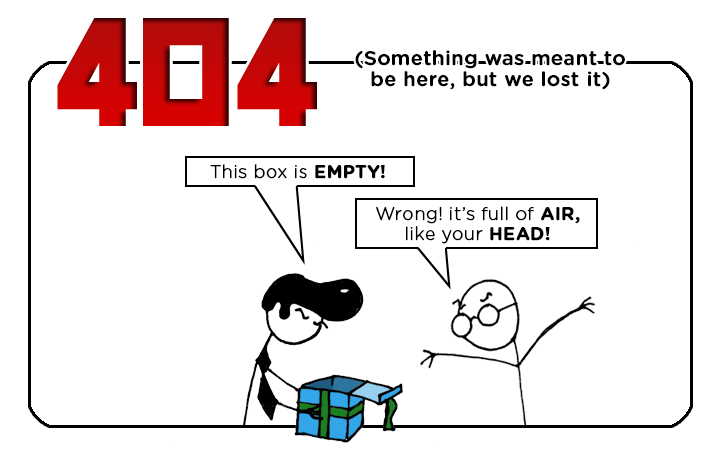 404
(Something was meant to
be here, but we lost it)
This box is EMPTY!
Wrong! it's full of AIR,
like your HEAD!